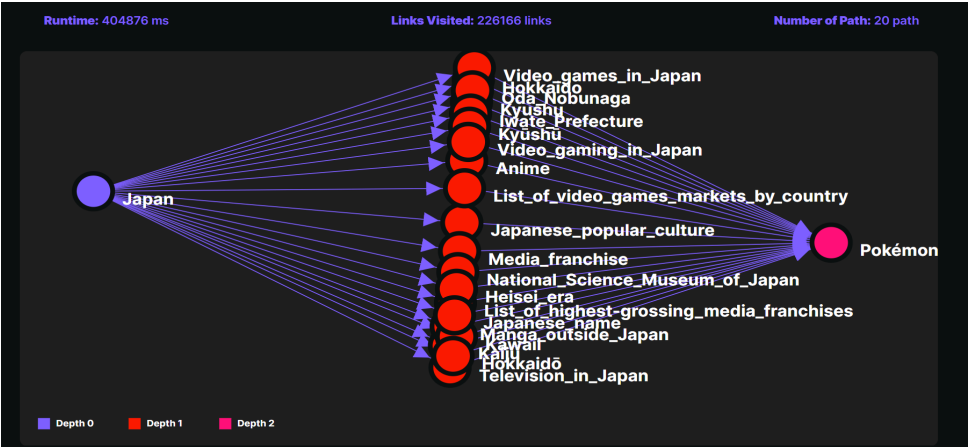 Runtime: 404876 ms
Links Visited: 226166 links
Number of Path: 20 path
Video_games_in_Japan
Hokkaido
Oda_Nobunaga
Kyushu
Iwate_Prefecture
Kyūshū
Video_gaming_in_Japan
Anime
List_of_video_games_markets_by_country
Japan
Japanese_popular_culture
Pokémon
Media_franchise
National_Science_Museum_of_Japan
Heisei_era
List_of_highest-grossing_media_franchises
Japanese_name
Manga_outside_Japan
Kawaii
Kaijū
Hokkaidō
Television_in_Japan
Depth 0
Depth 1
Depth 2